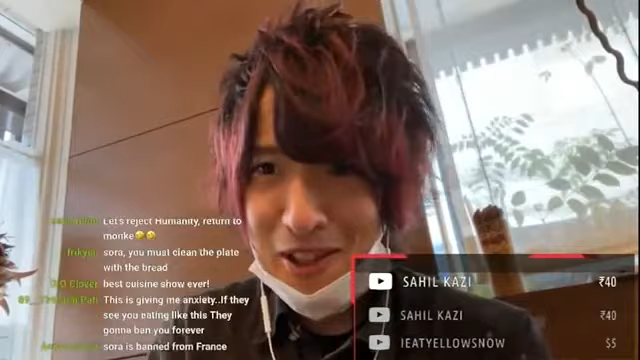 Let's reject Humanity, return to
monke🤣🤣
sora, you must clean the plate
with the bread
best cuisine show ever!
This is giving me anxiety..If they
see you eating like this They
gonna ban you forever
sora is banned from France
SAHIL KAZI ₹40
SAHIL KAZI ₹40
IEATYELLOWSNOW $5